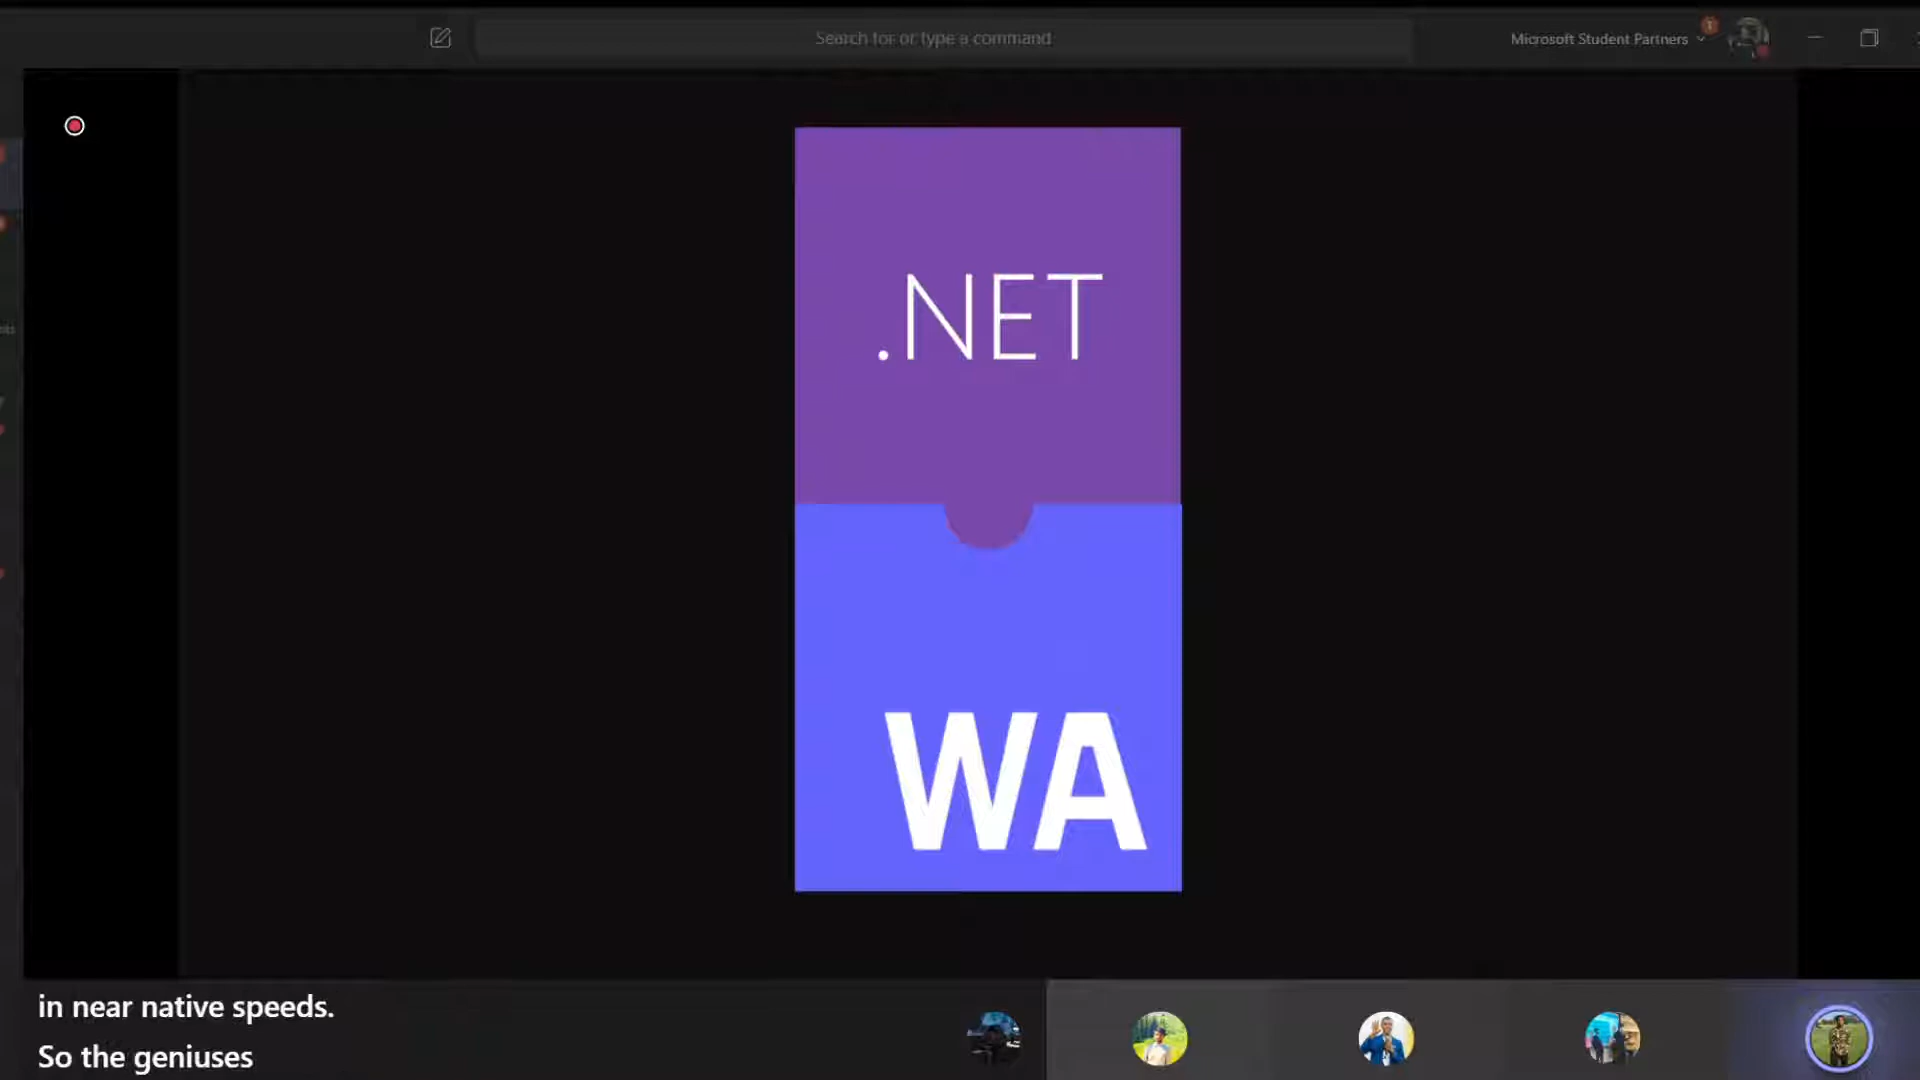 Search for or type a command
Microsoft Student Partners
.NET
WA
in near native speeds.
So the geniuses